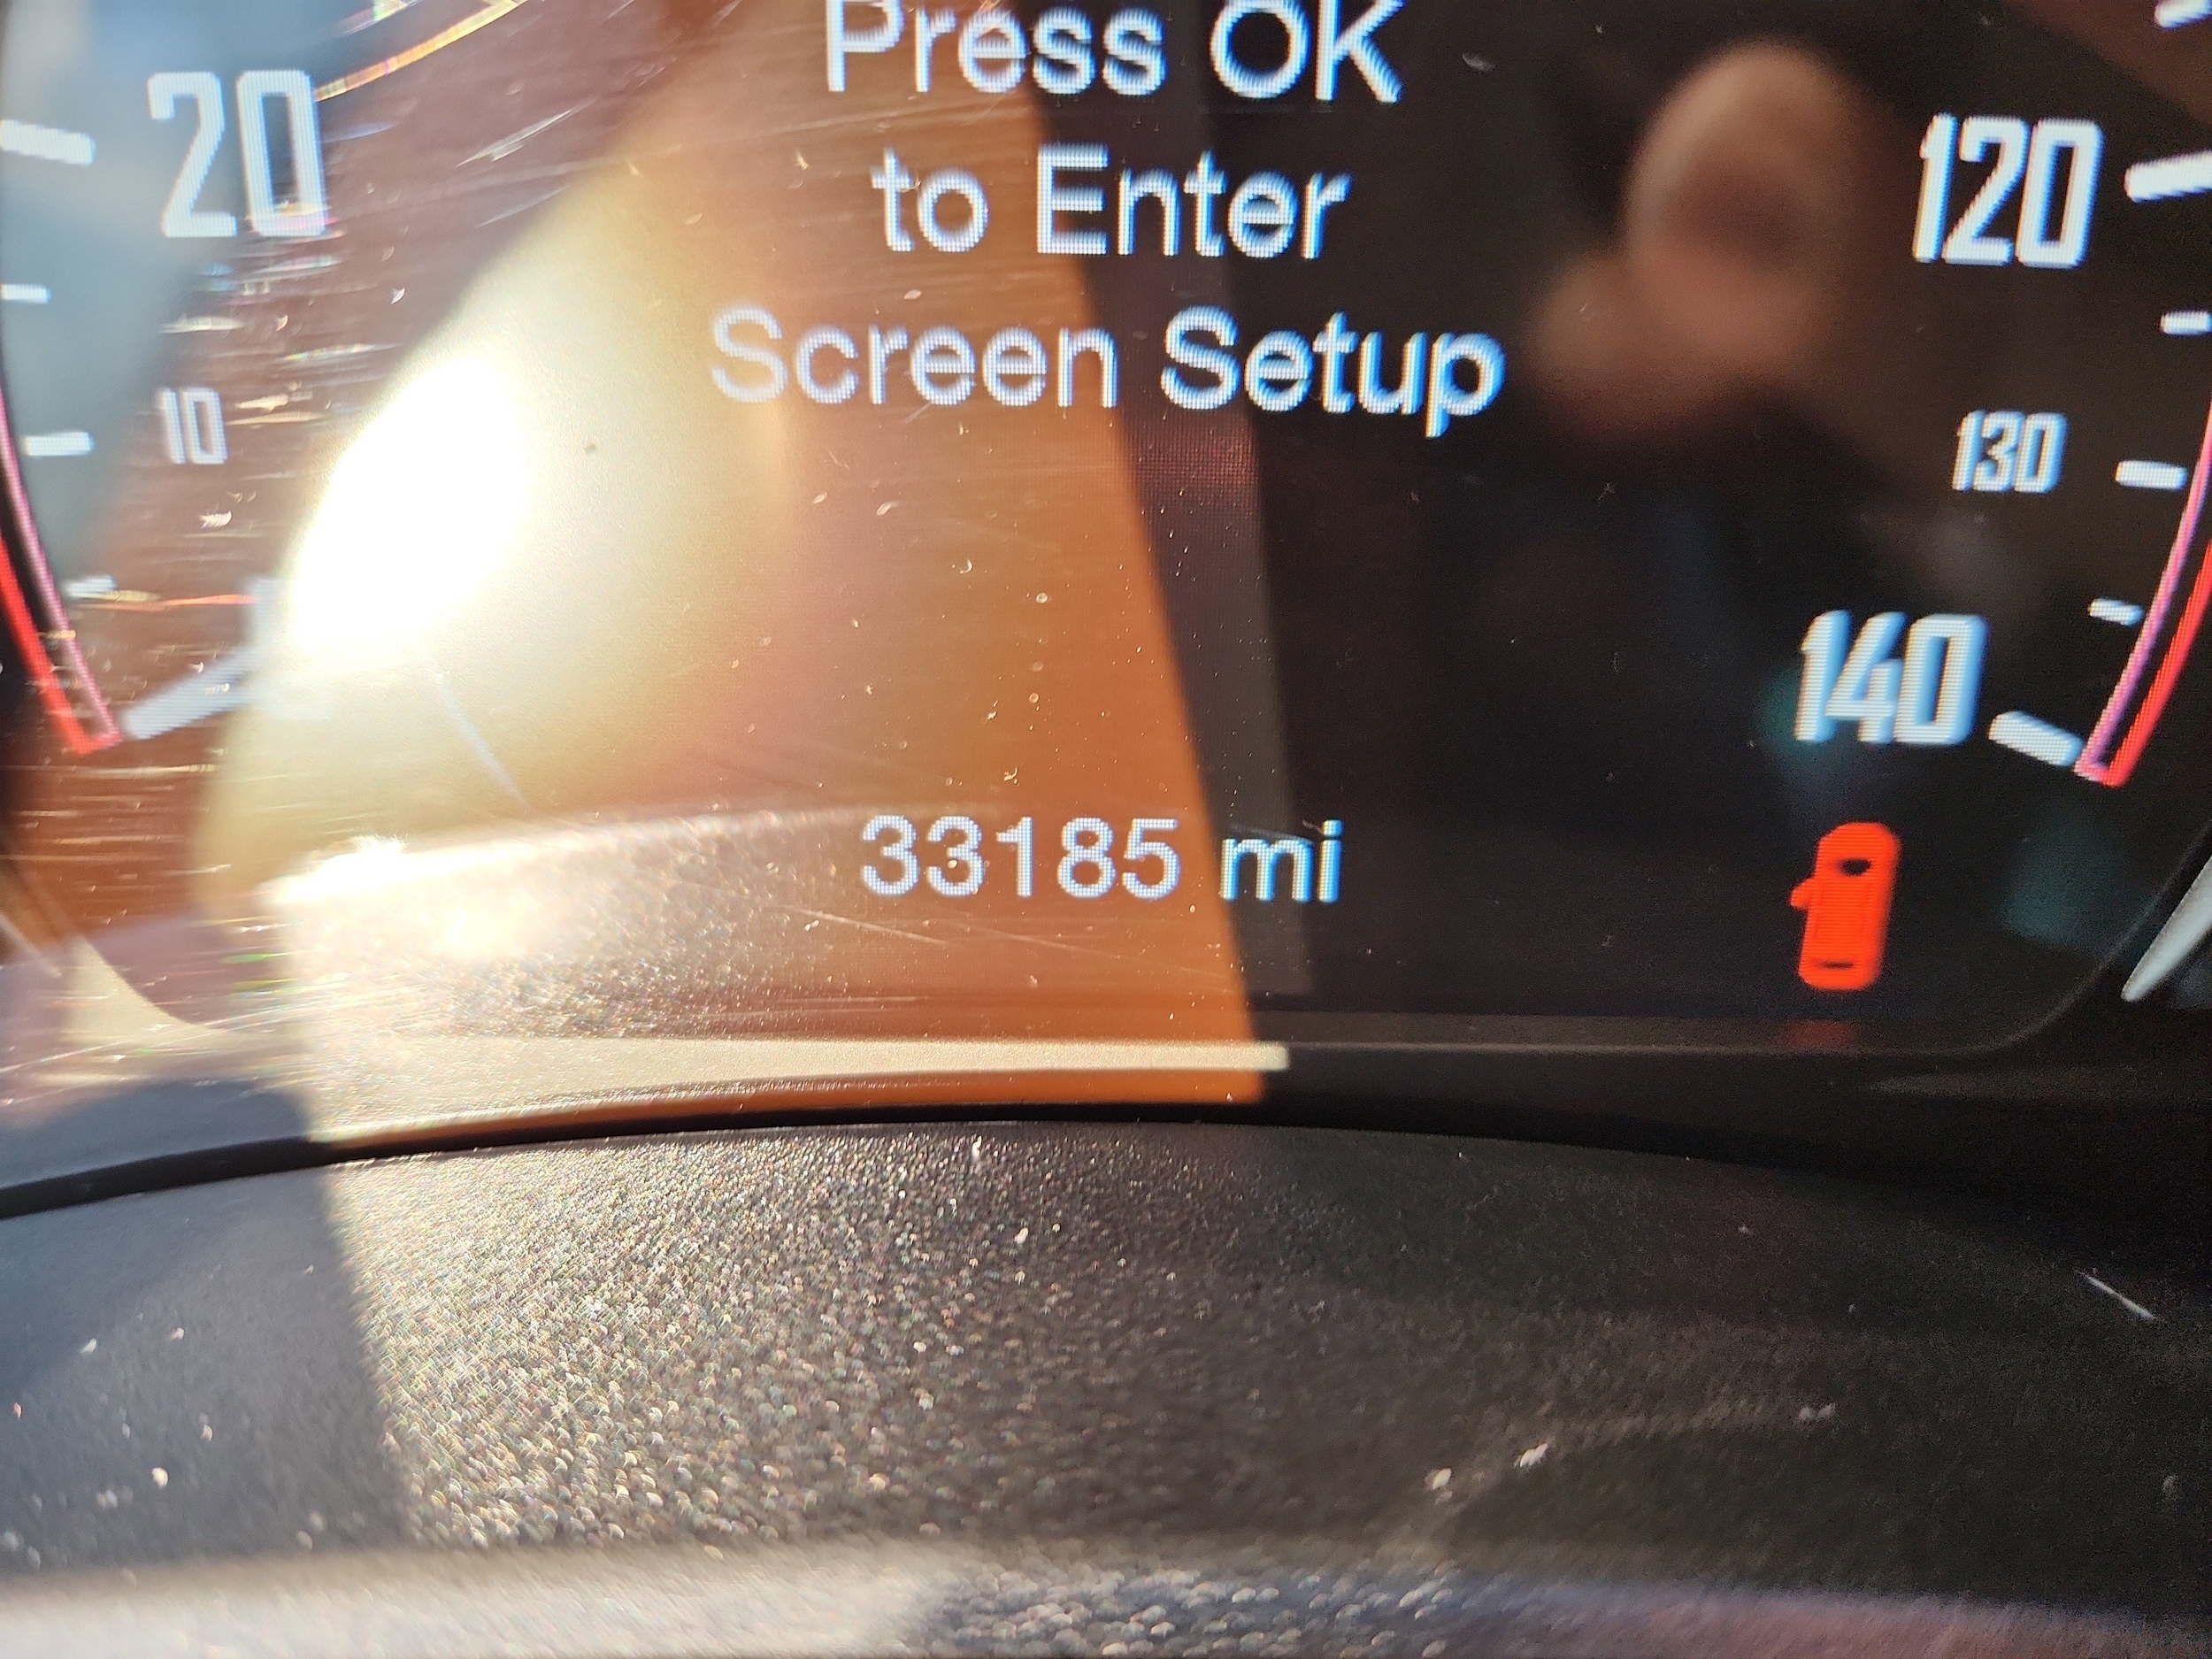 Press OK
to Enter
Screen Setup
20
10
120
130
140
33185 mi